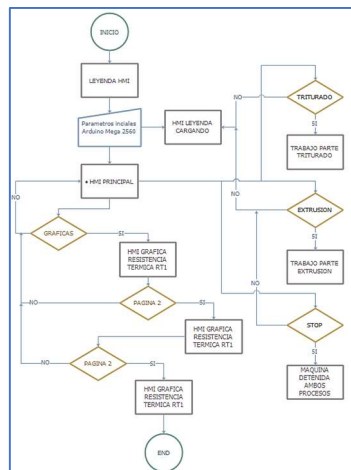 INICIO
LEYENDA HMI
Parametros inciales
Arduino Mega 2560
HMI LEYENDA
CARGANDO
• HMI PRINCIPAL
NO
GRAFICAS
SI
HMI GRAFICA
RESISTENCIA
TERMICA RT1
NO
PAGINA 2
SI
HMI GRAFICA
RESISTENCIA
TERMICA RT1
NO
PAGINA 2
SI
HMI GRAFICA
RESISTENCIA
TERMICA RT1
END
NO
TRITURADO
SI
TRABAJO PARTE
TRITURADO
NO
EXTRUSION
SI
TRABAJO PARTE
EXTRUSION
NO
STOP
SI
MAQUINA
DETENIDA
AMBOS
PROCESOS